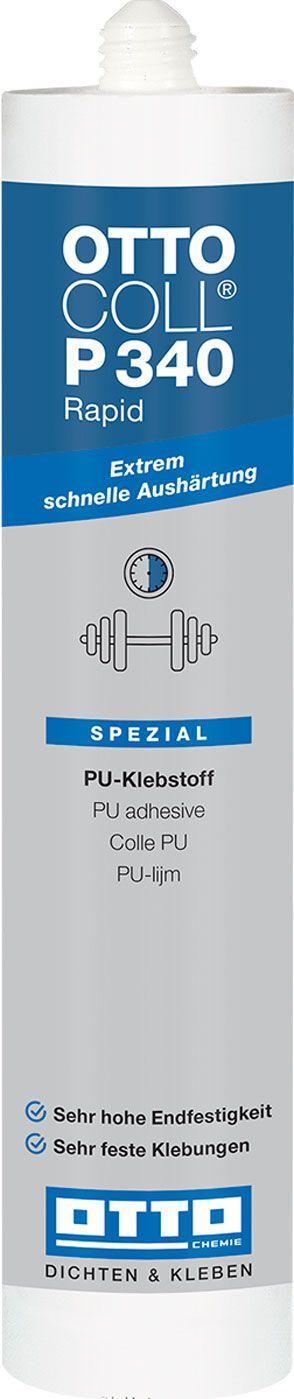 OTTO
COLL®
P 340
Rapid
Extrem
schnelle Aushärtung
SPEZIAL
PU-Klebstoff
PU adhesive
Colle PU
PU-lijm
Sehr hohe Endfestigkeit
Sehr feste Klebungen
OTTO
CHEMIE
DICHTEN & KLEBEN